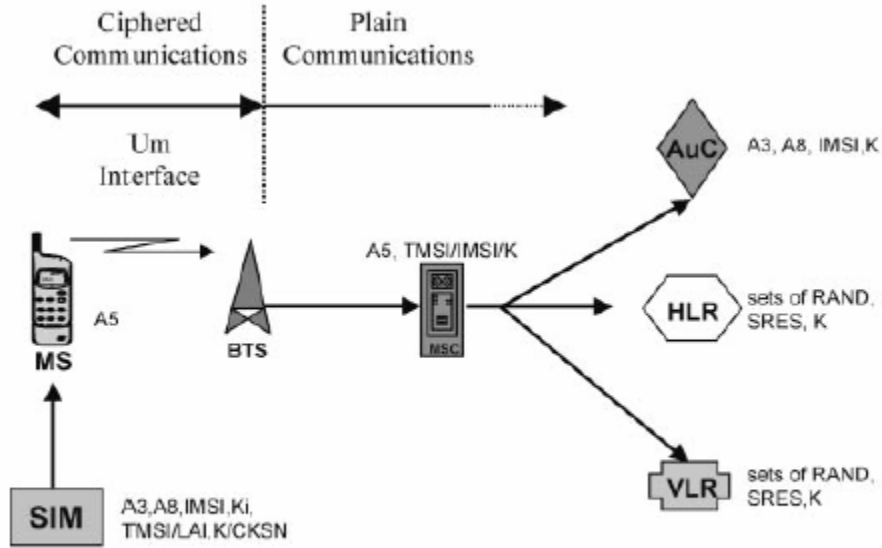 Ciphered
Communications
Plain
Communications
Um
Interface
AuC
A3, A8, IMSI,K
A5, TMSI/IMSI/K
A5
MS
BTS
MSC
HLR
sets of RAND,
SRES, K
SIM
A3,A8,IMSI,Ki,
TMSI/LAI,K/CKSN
VLR
sets of RAND,
SRES,K